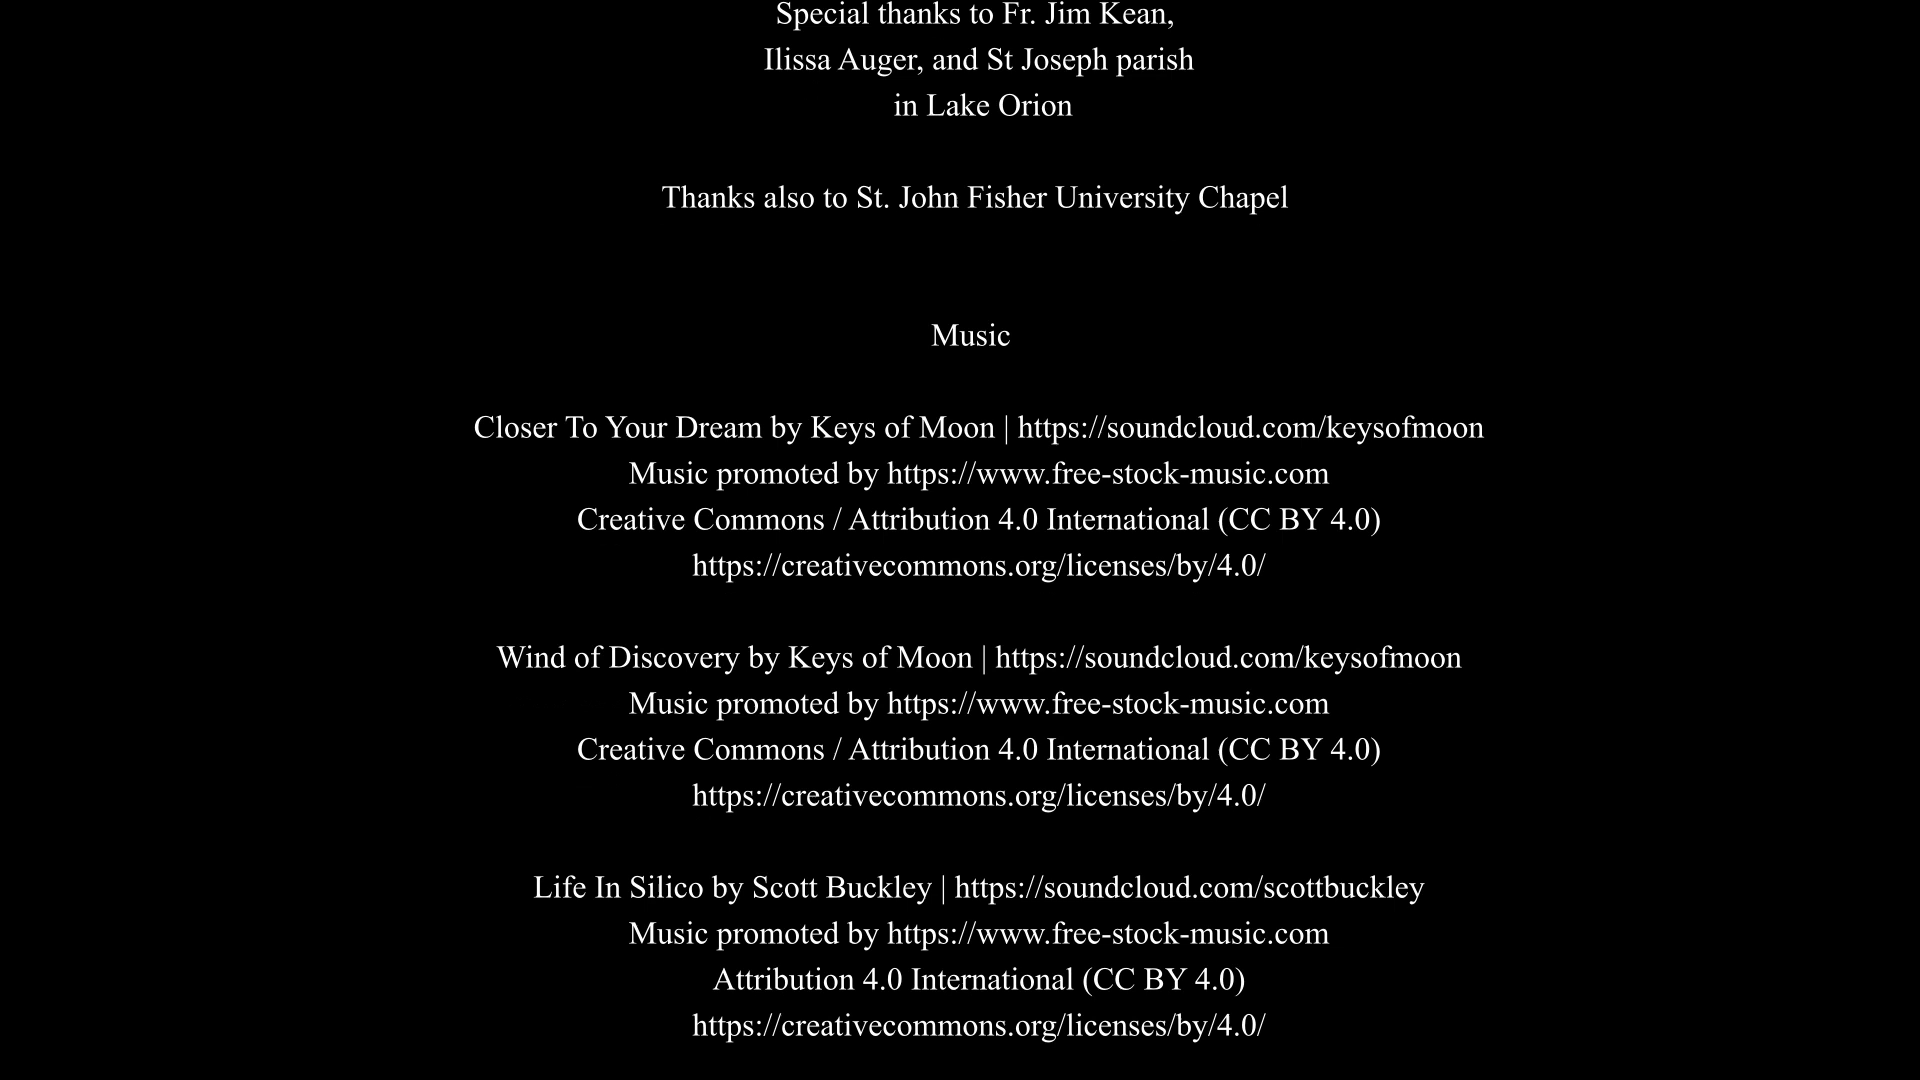 Special thanks to Fr. Jim Kean,
Ilissa Auger, and St Joseph parish
in Lake Orion
Thanks also to St. John Fisher University Chapel
Music
Closer To Your Dream by Keys of Moon | https://soundcloud.com/keysofmoon
Music promoted by https://www.free-stock-music.com
Creative Commons / Attribution 4.0 International (CC BY 4.0)
https://creativecommons.org/licenses/by/4.0/
Wind of Discovery by Keys of Moon | https://soundcloud.com/keysofmoon
Music promoted by https://www.free-stock-music.com
Creative Commons / Attribution 4.0 International (CC BY 4.0)
https://creativecommons.org/licenses/by/4.0/
Life In Silico by Scott Buckley | https://soundcloud.com/scottbuckley
Music promoted by https://www.free-stock-music.com
Attribution 4.0 International (CC BY 4.0)
https://creativecommons.org/licenses/by/4.0/